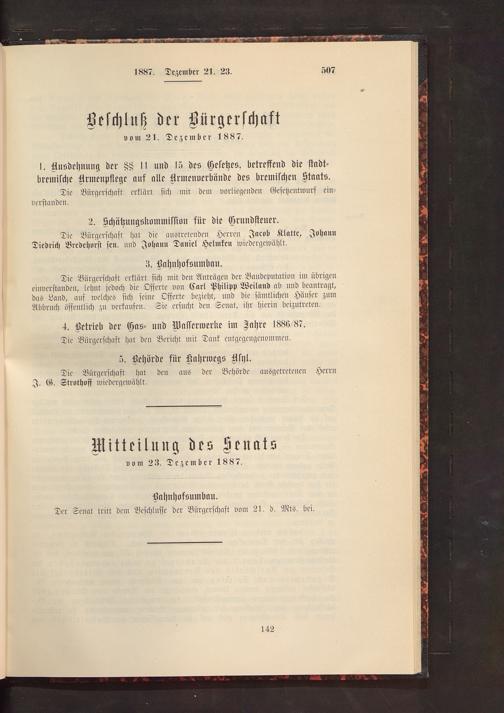 1887. Dezember 21. 23. 507
Beschluß der Bürgerschaft
vom 21. Dezember 1887.
1. Ausdehnung der §§ 11 und 15 des Gesetzes, betreffend die stadt-
bremische Armenpflege auf alle Armenverbände des bremischen Staats.
Die Bürgerschaft erklärt sich mit dem vorliegenden Gesetzentwurf ein-
verstanden.
2. Schätzungskommission für die Grundsteuer.
Die Bürgerschaft hat die austretenden Herren Jacob Klatte, Johann
Diedrich Bredehorst sen. und Johann Daniel Helmken wiedergewählt.
3. Bahnhofsumbau.
Die Bürgerschaft erklärt sich mit den Anträgen der Baudeputation im übrigen
einverstanden, lehnt jedoch die Offerte von Carl Philipp Weiland ab und beantragt,
das Land, auf welches sich seine Offerte bezieht, und die sämtlichen Häuser zum
Abbruch öffentlich zu verkaufen. Sie ersucht den Senat, ihr hierin beizutreten.
4. Betrieb der Gas- und Wasserwerke im Jahre 1886/87.
Die Bürgerschaft hat den Bericht mit Dank entgegengenommen.
5. Behörde für Rahrwegs Asyl.
Die Bürgerschaft hat den aus der Behörde ausgetretenen Herrn
J. G. Strothoff wiedergewählt.
Mitteilung des Senats
vom 23. Dezember 1887.
Bahnhofsumbau.
Der Senat tritt dem Beschlusse der Bürgerschaft vom 21. d. Mts. bei.
142